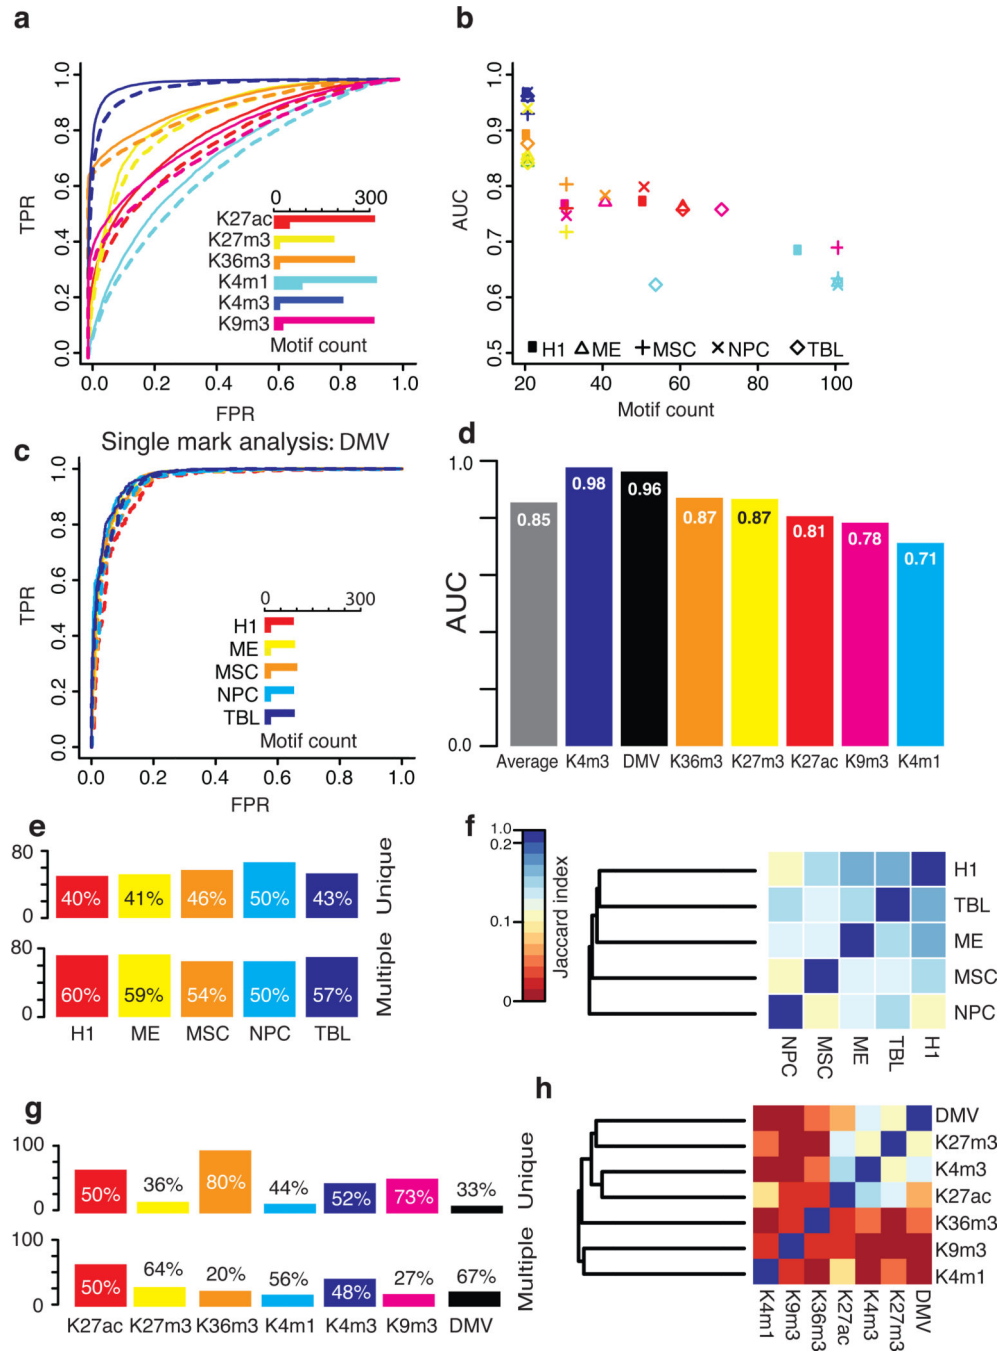 a
1.0
0.8
0.6
0.4
0.2
0.0
TPR
0.0 0.2 0.4 0.6 0.8 1.0
FPR
0 300
K27ac
K27m3
K36m3
K4m1
K4m3
K9m3
Motif count
b
1.0
0.9
0.8
0.7
0.6
0.5
AUC
H1 ME MSC NPC TBL
20 40 60 80 100
Motif count
c
Single mark analysis: DMV
1.0
0.8
0.6
0.4
0.2
0.0
TPR
0.0 0.2 0.4 0.6 0.8 1.0
FPR
0 300
H1
ME
MSC
NPC
TBL
Motif count
d
1.0
0.0
AUC
0.85 0.98 0.96 0.87 0.87 0.81 0.78 0.71
Average K4m3 DMV K36m3 K27m3 K27ac K9m3 K4m1
e
80
0
40% 41% 46% 50% 43%
Unique
80
0
60% 59% 54% 50% 57%
Multiple
H1 ME MSC NPC TBL
f
1.0
0.2
0.1
0
Jaccard index
H1
TBL
ME
MSC
NPC
NPC MSC ME TBL H1
g
100
0
50% 36% 80% 44% 52% 73% 33%
Unique
100
0
50% 64% 20% 56% 48% 27% 67%
Multiple
K27ac K27m3 K36m3 K4m1 K4m3 K9m3 DMV
h
DMV
K27m3
K4m3
K27ac
K36m3
K9m3
K4m1
K4m1 K9m3 K36m3 K27ac K4m3 K27m3 DMV